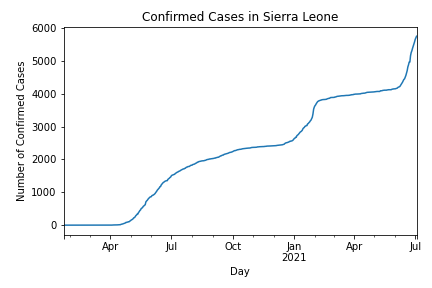 Confirmed Cases in Sierra Leone
6000
5000
4000
3000
2000
1000
0
Number of Confirmed Cases
Apr Jul Oct Jan Apr Jul
2021
Day